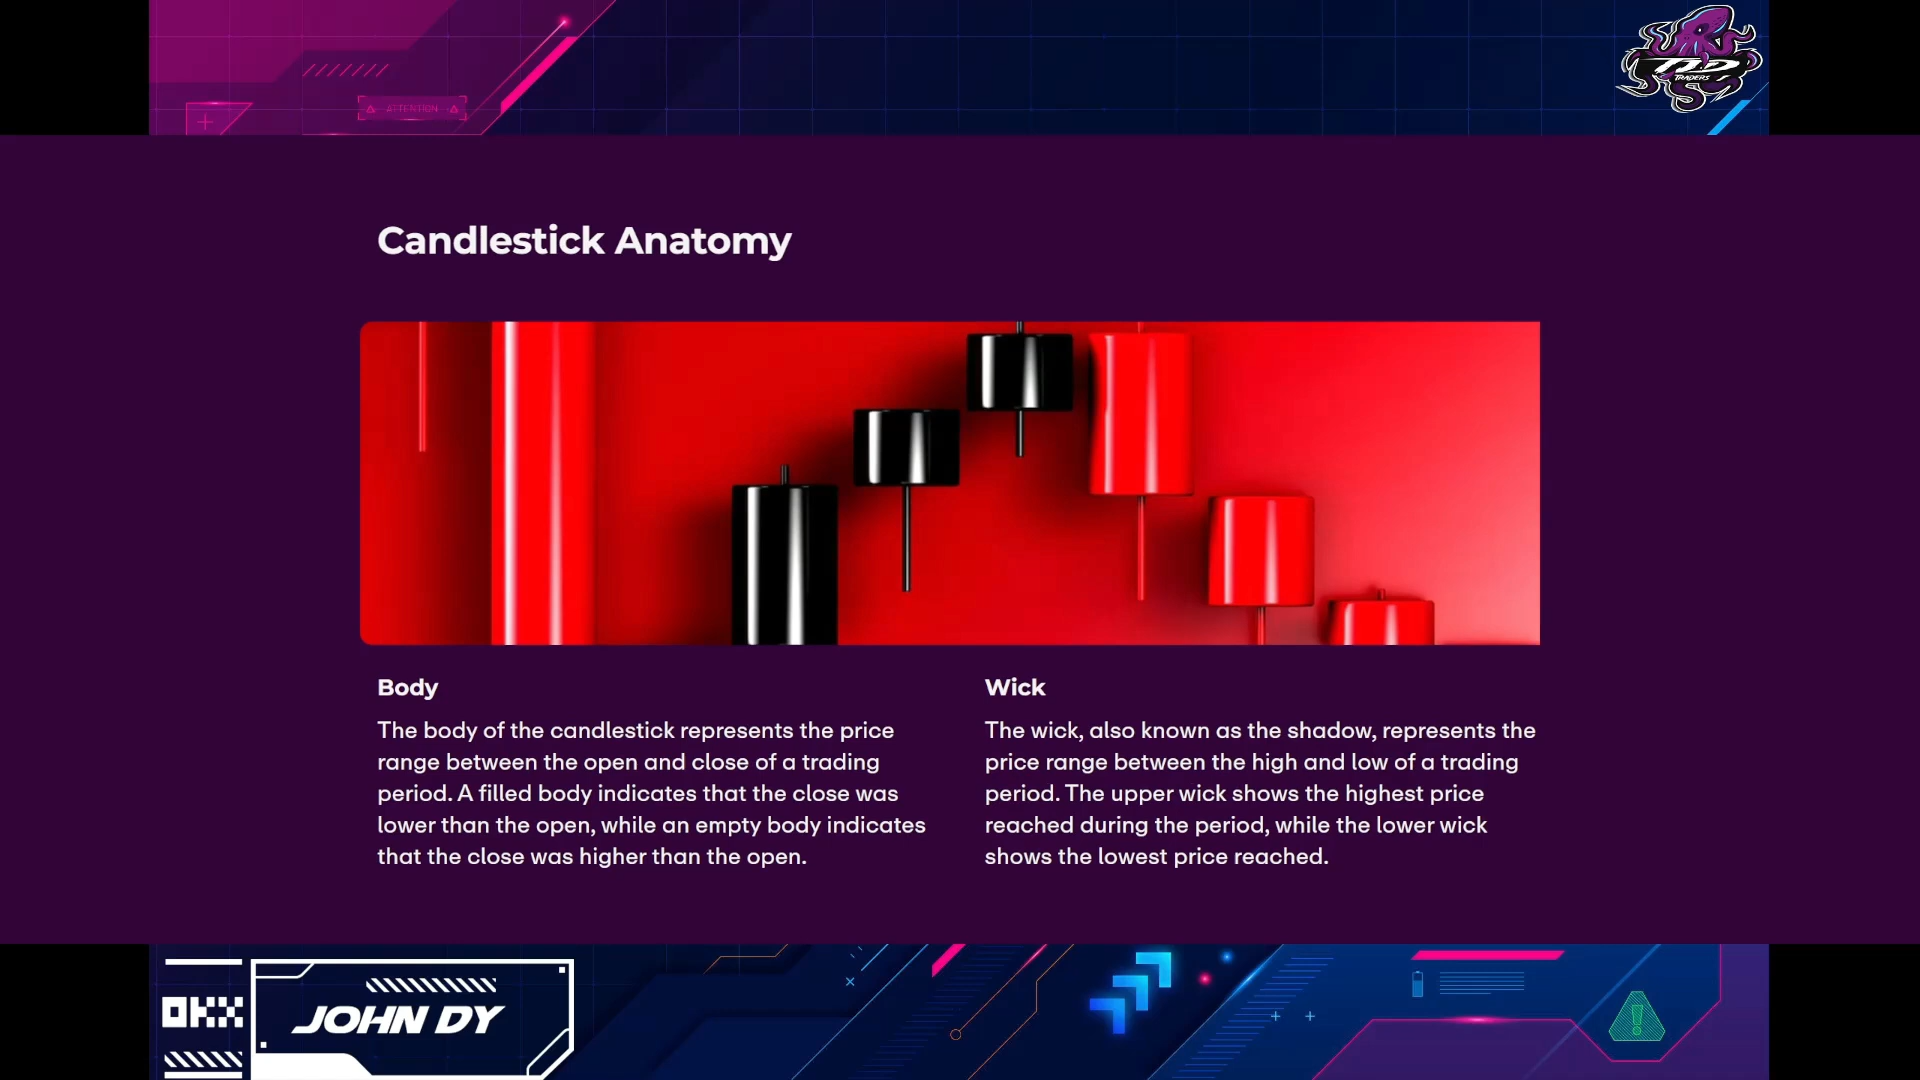 ATTENTION
TJD
TRADERS
Candlestick Anatomy
Body
The body of the candlestick represents the price
range between the open and close of a trading
period. A filled body indicates that the close was
lower than the open, while an empty body indicates
that the close was higher than the open.
Wick
The wick, also known as the shadow, represents the
price range between the high and low of a trading
period. The upper wick shows the highest price
reached during the period, while the lower wick
shows the lowest price reached.
OKX
JOHN DY